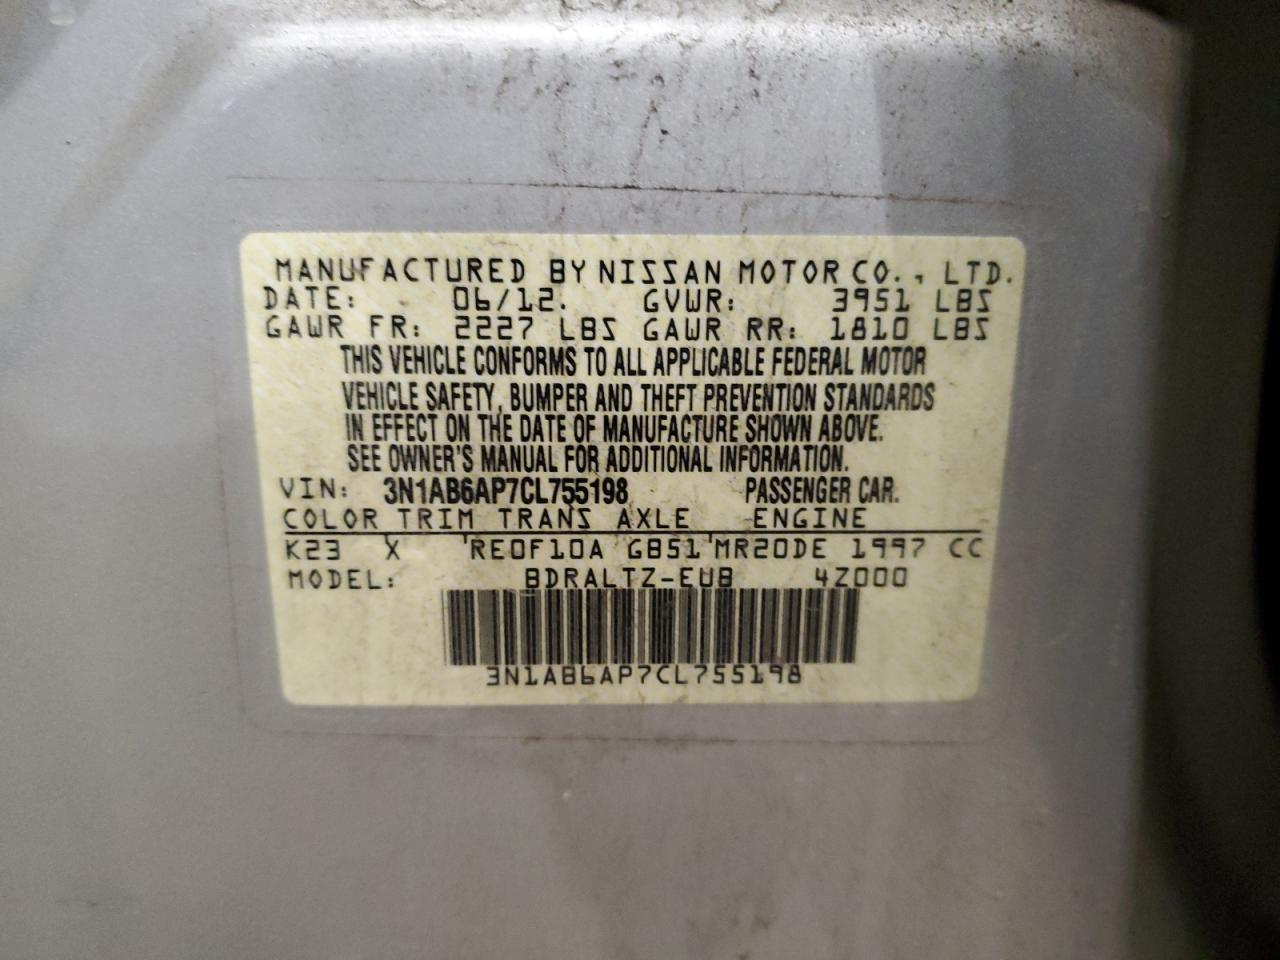 MANUFACTURED BY NISSAN MOTOR CO., LTD.
DATE: 06/12. GVWR: 3951 LBS
GAWR FR: 2227 LBS GAWR RR: 1810 LBS
THIS VEHICLE CONFORMS TO ALL APPLICABLE FEDERAL MOTOR
VEHICLE SAFETY, BUMPER AND THEFT PREVENTION STANDARDS
IN EFFECT ON THE DATE OF MANUFACTURE SHOWN ABOVE.
SEE OWNER'S MANUAL FOR ADDITIONAL INFORMATION.
VIN: 3N1AB6AP7CL755198 PASSENGER CAR.
COLOR TRIM TRANS AXLE ENGINE
K23 X RE0F10A GB51 MR20DE 1997 CC
MODEL: BDRALTZ-EUB 4Z000
3N1AB6AP7CL755198